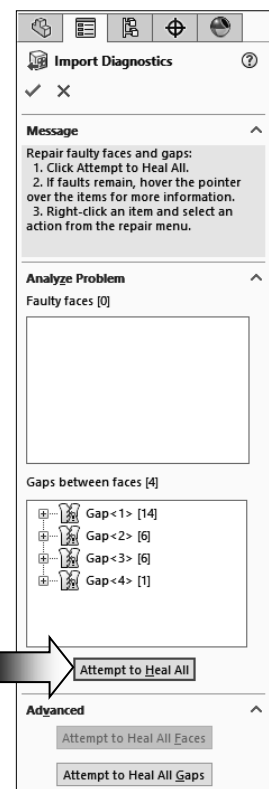 Import Diagnostics
Message
Repair faulty faces and gaps:
1. Click Attempt to Heal All.
2. If faults remain, hover the pointer
over the items for more information.
3. Right-click an item and select an
action from the repair menu.
Analyze Problem
Faulty faces [0]
Gaps between faces [4]
Gap<1> [14]
Gap<2> [6]
Gap<3> [6]
Gap<4> [1]
Attempt to Heal All
Advanced
Attempt to Heal All Faces
Attempt to Heal All Gaps